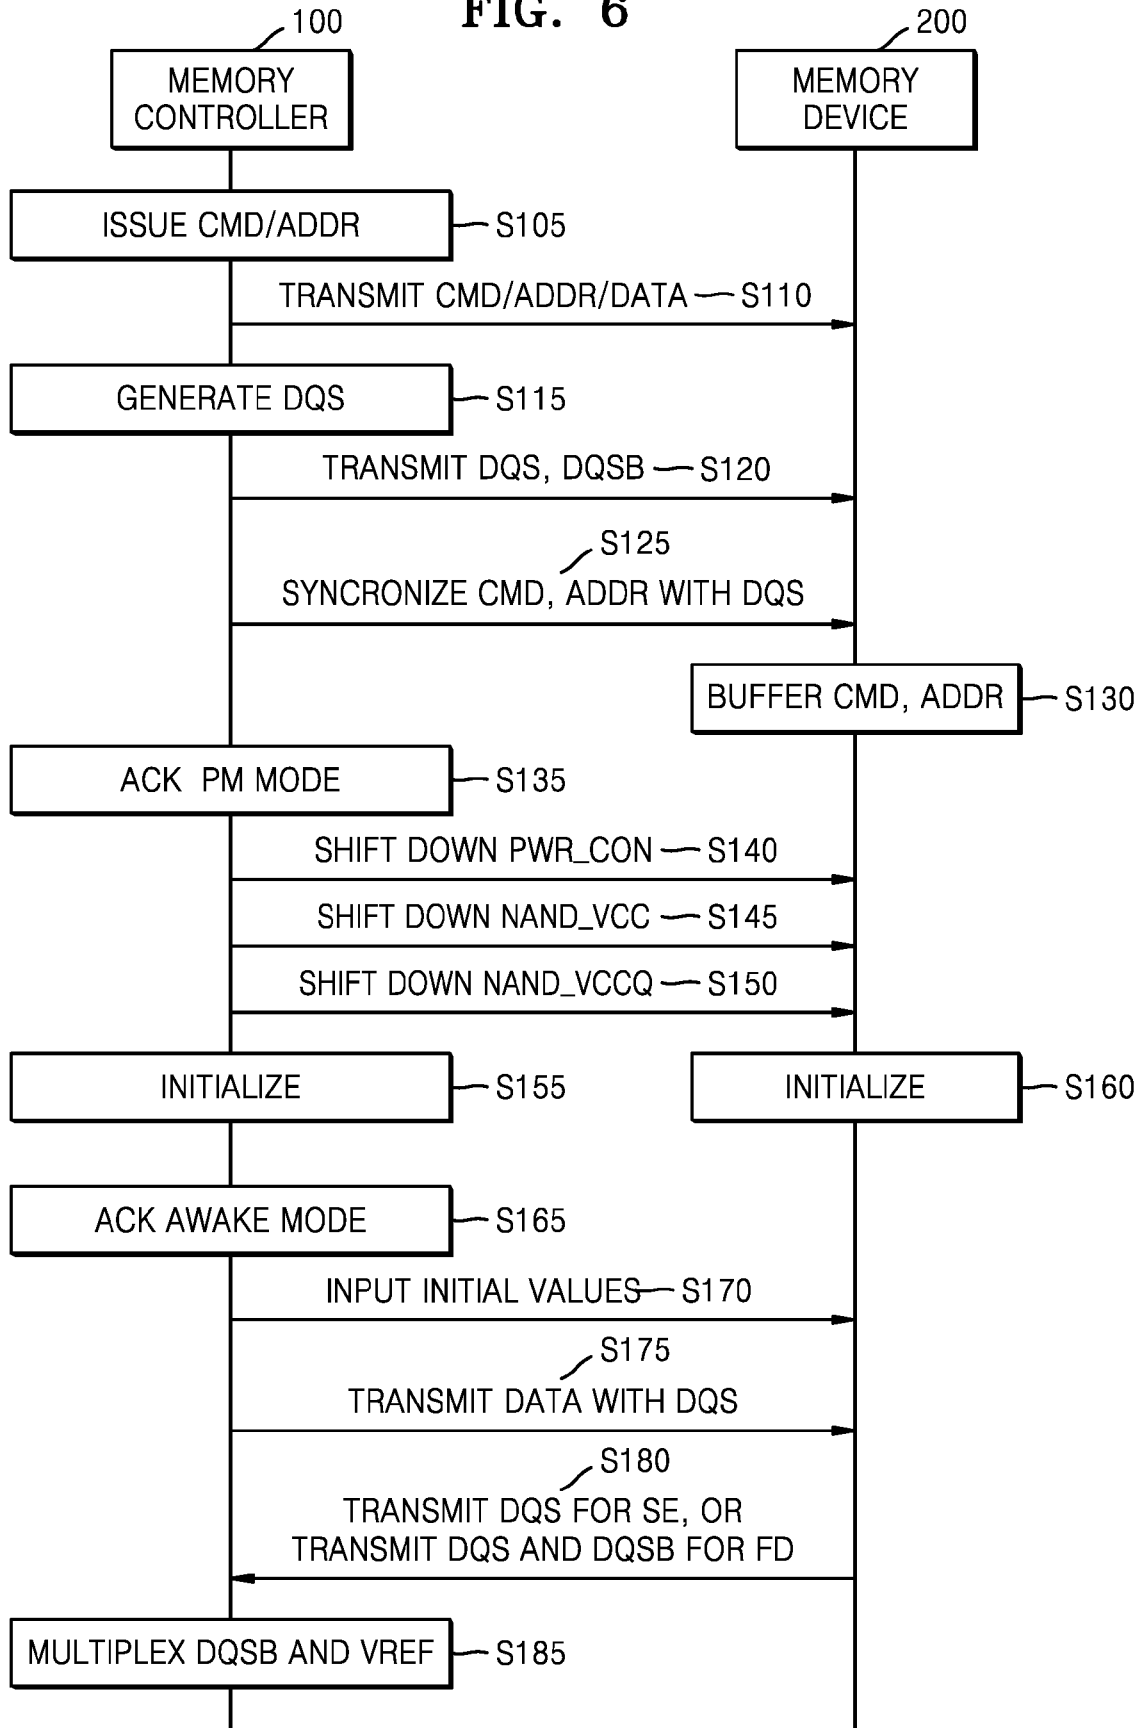 FIG. 6
100
200
MEMORY
CONTROLLER
MEMORY
DEVICE
ISSUE CMD/ADDR
S105
TRANSMIT CMD/ADDR/DATA
S110
GENERATE DQS
S115
TRANSMIT DQS, DQSB
S120
S125
SYNCRONIZE CMD, ADDR WITH DQS
BUFFER CMD, ADDR
S130
ACK PM MODE
S135
SHIFT DOWN PWR_CON
S140
SHIFT DOWN NAND_VCC
S145
SHIFT DOWN NAND_VCCQ
S150
INITIALIZE
S155
INITIALIZE
S160
ACK AWAKE MODE
S165
INPUT INITIAL VALUES
S170
S175
TRANSMIT DATA WITH DQS
S180
TRANSMIT DQS FOR SE, OR
TRANSMIT DQS AND DQSB FOR FD
MULTIPLEX DQSB AND VREF
S185